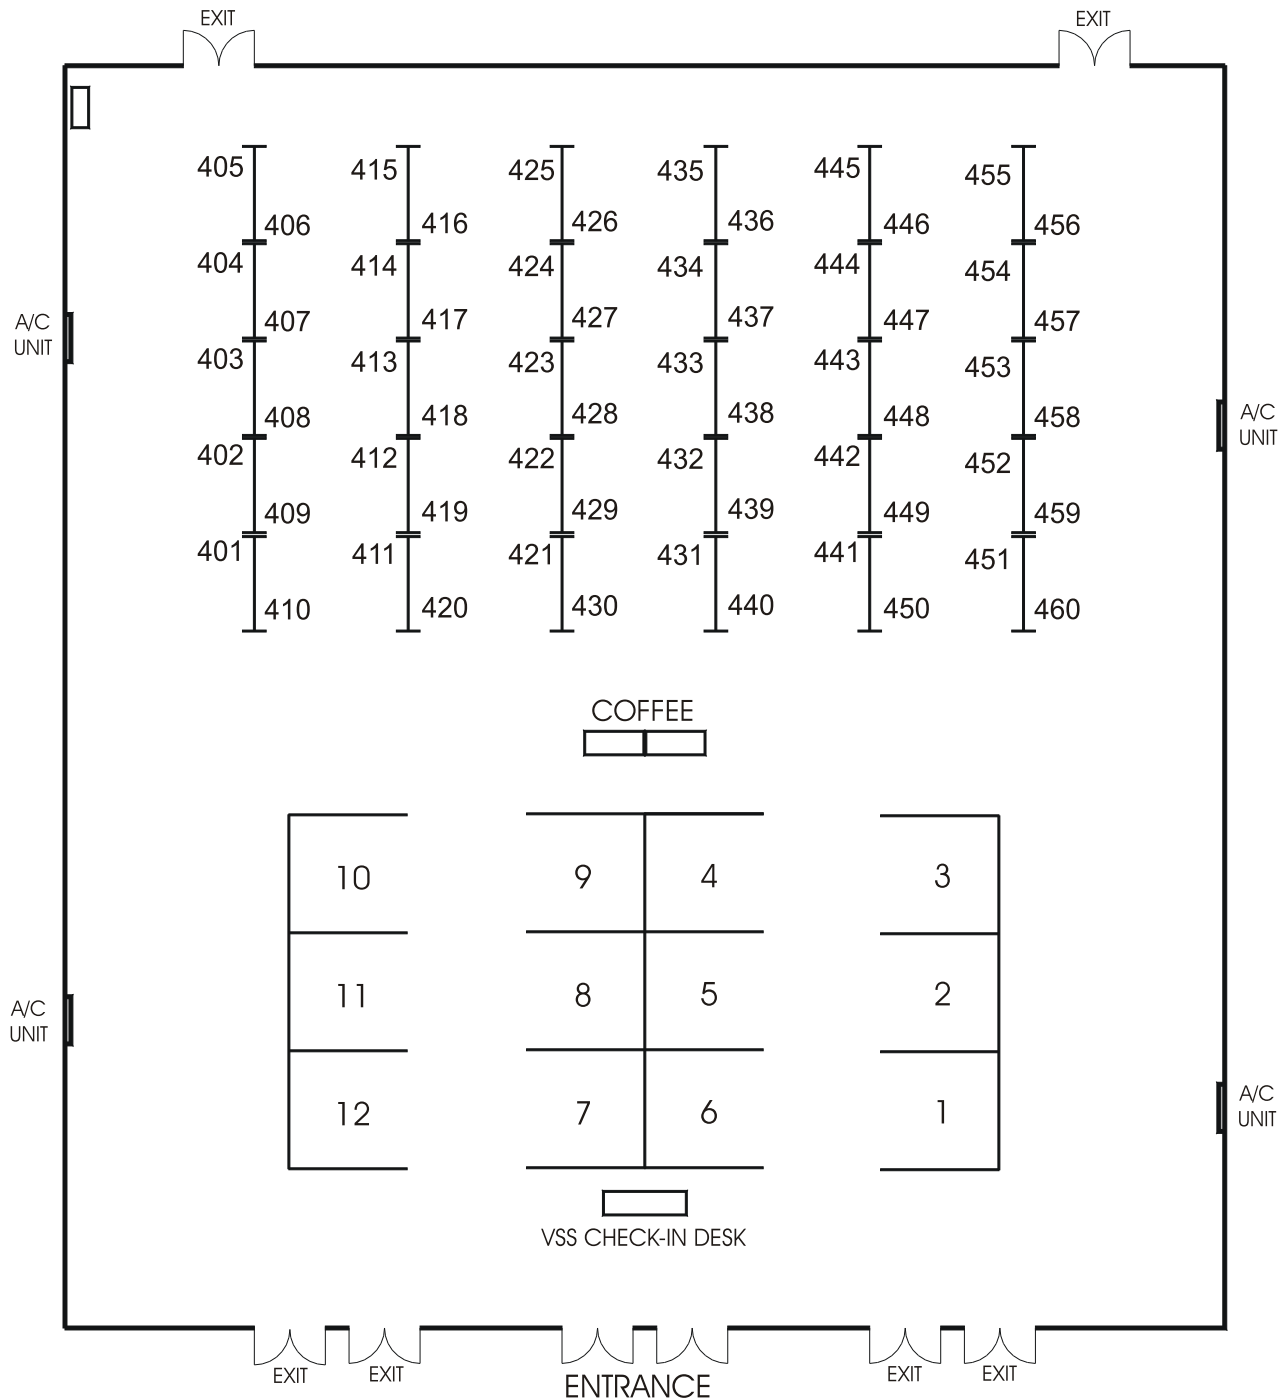 EXIT EXIT
405 415 425 435 445 455
406 416 426 436 446 456
404 414 424 434 444 454
407 417 427 437 447 457
A/C
UNIT
403 413 423 433 443 453
408 418 428 438 448 458
A/C
UNIT
402 412 422 432 442 452
409 419 429 439 449 459
401 411 421 431 441 451
410 420 430 440 450 460
COFFEE
10 9 4 3
11 8 5 2
A/C
UNIT
12 7 6 1
A/C
UNIT
VSS CHECK-IN DESK
EXIT EXIT EXIT EXIT
ENTRANCE